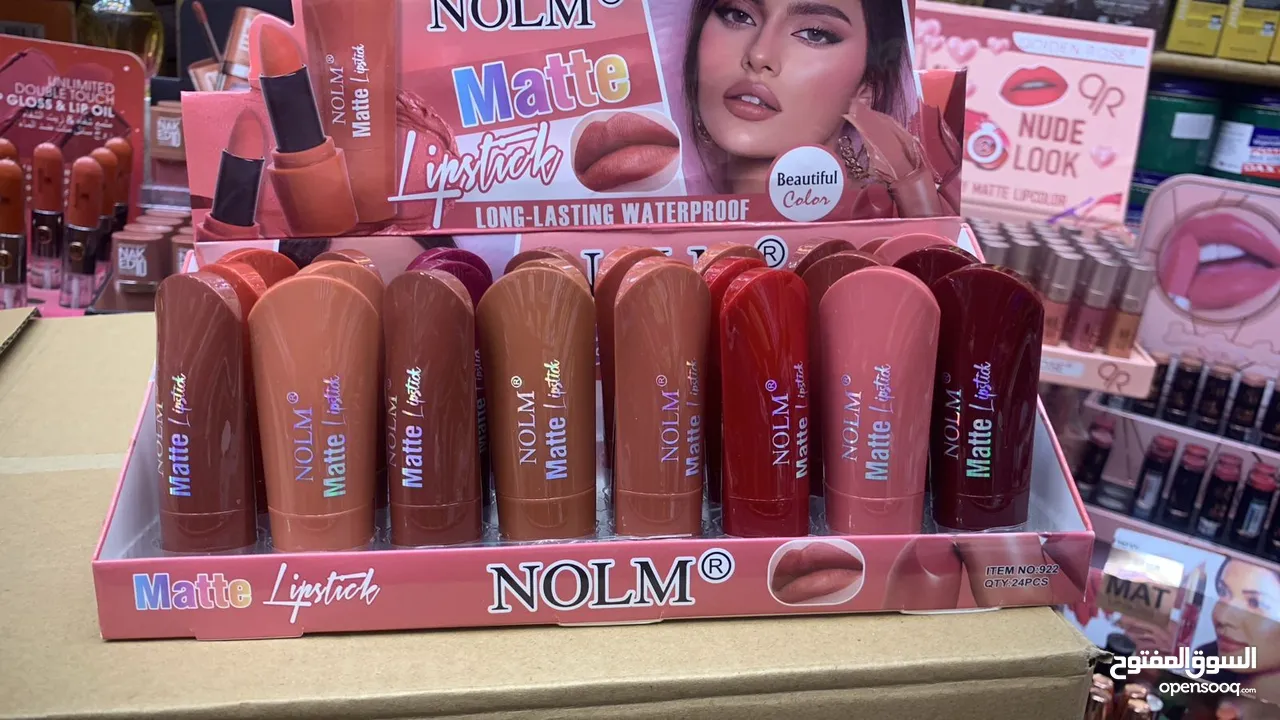 NOLM®
Matte
Lipstick
LONG-LASTING WATERPROOF
Beautiful
Color
NOLM
Matte Lipstick
UNLIMITED
DOUBLE TOUCH
GLOSS & LIP OIL
GOLDEN ROSE
NUDE
LOOK
MATTE LIPCOLOR
NOLM®
Matte Lipstick
NOLM®
Matte Lipstick
NOLM®
Matte Lipstick
NOLM®
Matte Lipstick
NOLM®
Matte Lipstick
NOLM®
Matte Lipstick
NOLM®
Matte Lipstick
NOLM®
Matte Lipstick
Matte Lipstick
NOLM®
ITEM NO:922
QTY:24PCS
MAT
السوق المفتوح
opensooq.com